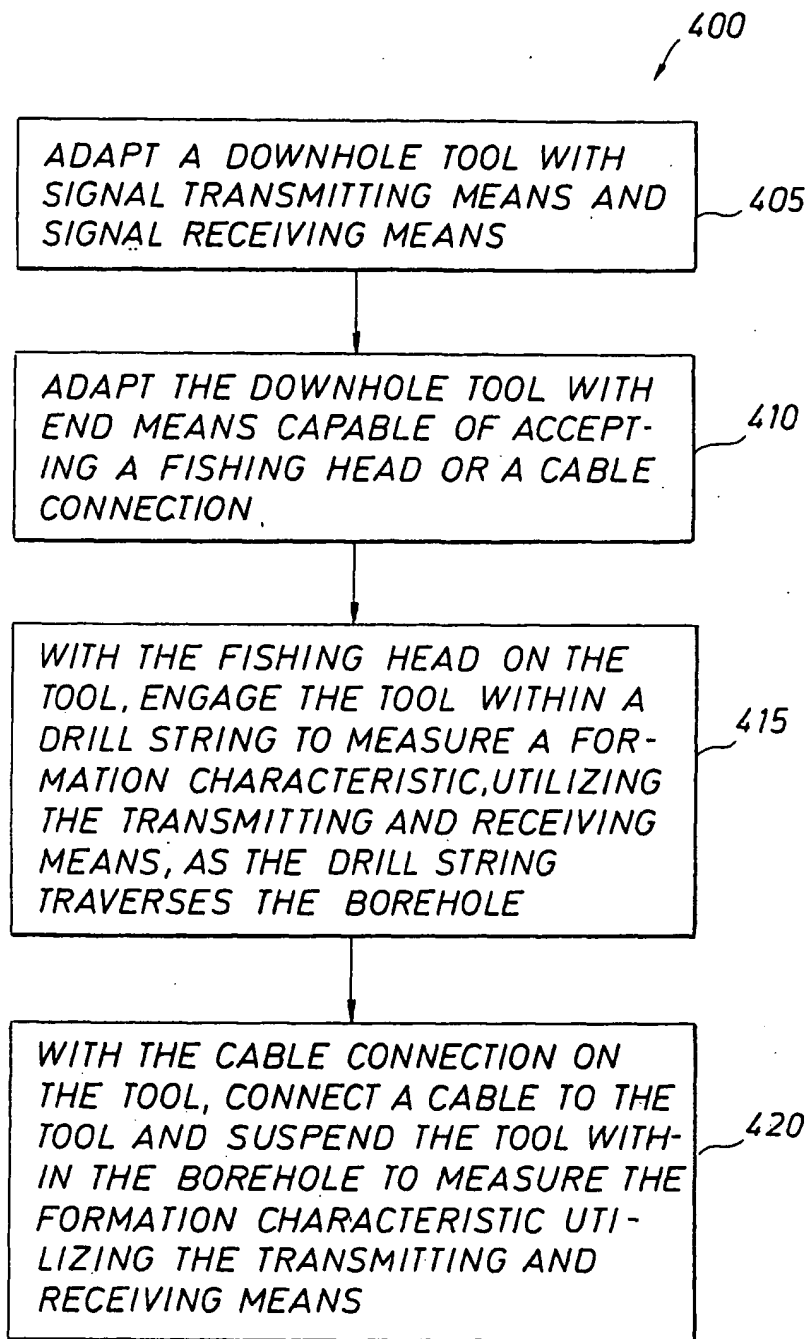 400
ADAPT A DOWNHOLE TOOL WITH
SIGNAL TRANSMITTING MEANS AND
SIGNAL RECEIVING MEANS
405
ADAPT THE DOWNHOLE TOOL WITH
END MEANS CAPABLE OF ACCEPT-
ING A FISHING HEAD OR A CABLE
CONNECTION
410
WITH THE FISHING HEAD ON THE
TOOL, ENGAGE THE TOOL WITHIN A
DRILL STRING TO MEASURE A FOR-
MATION CHARACTERISTIC, UTILIZING
THE TRANSMITTING AND RECEIVING
MEANS, AS THE DRILL STRING
TRAVERSES THE BOREHOLE
415
WITH THE CABLE CONNECTION ON
THE TOOL, CONNECT A CABLE TO THE
TOOL AND SUSPEND THE TOOL WITH-
IN THE BOREHOLE TO MEASURE THE
FORMATION CHARACTERISTIC UTI-
LIZING THE TRANSMITTING AND
RECEIVING MEANS
420